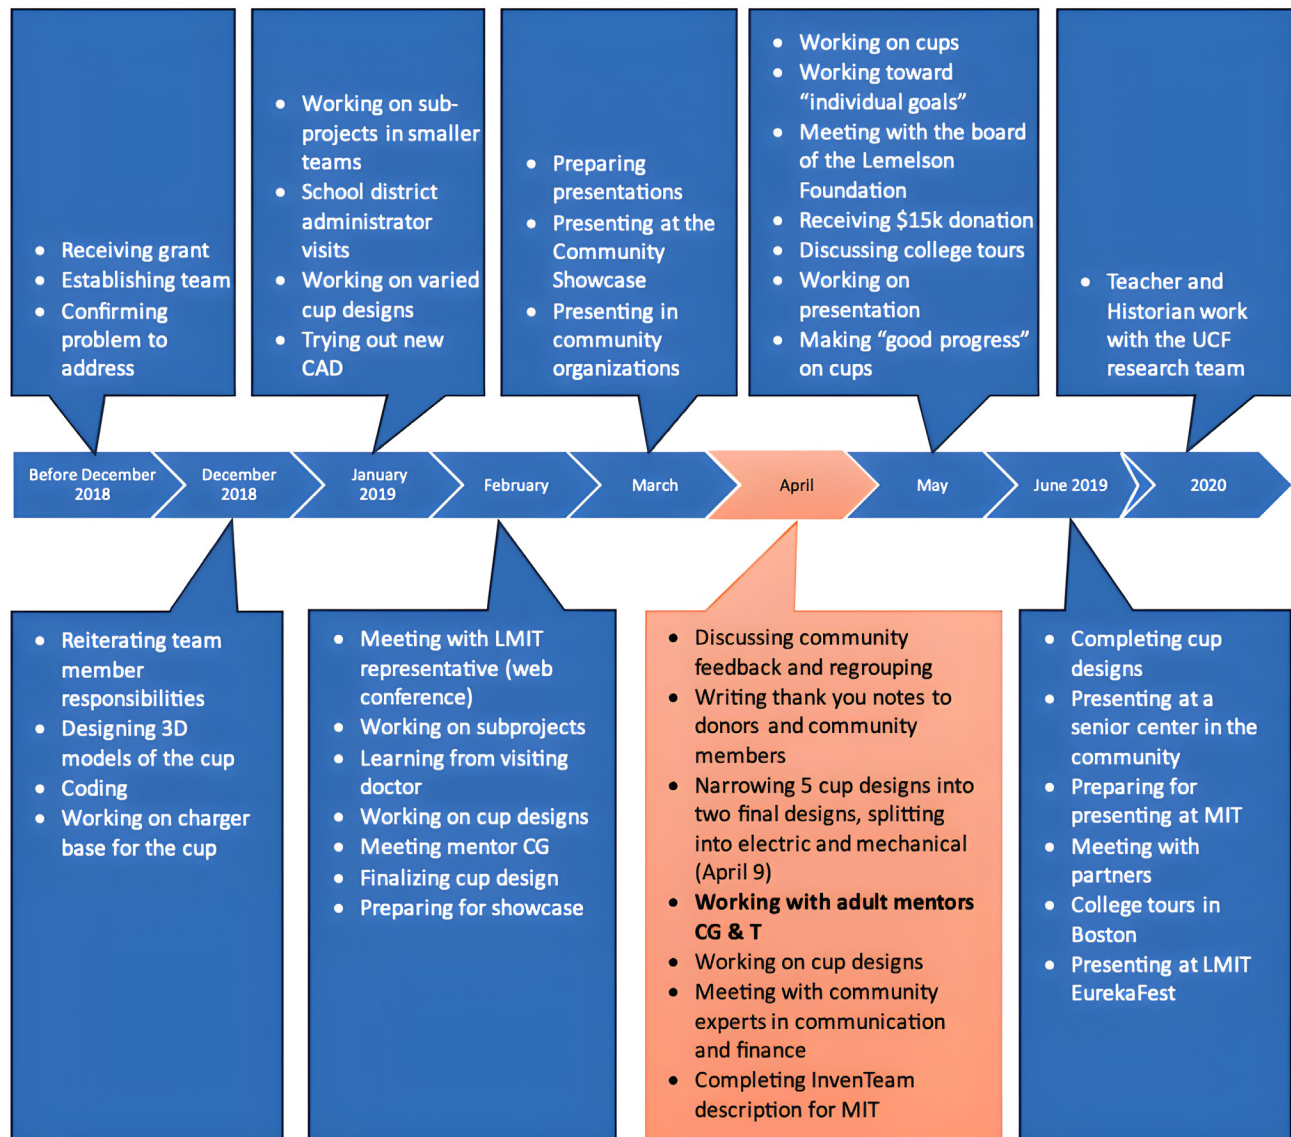 • Receiving grant
• Establishing team
• Confirming
problem to
address
• Working on sub-
projects in smaller
teams
• School district
administrator
visits
• Working on varied
cup designs
• Trying out new
CAD
• Preparing
presentations
• Presenting at the
Community
Showcase
• Presenting in
community
organizations
• Working on cups
• Working toward
“individual goals”
• Meeting with the board
of the Lemelson
Foundation
• Receiving $15k donation
• Discussing college tours
• Working on
presentation
• Making “good progress”
on cups
• Teacher and
Historian work
with the UCF
research team
Before December
2018
December
2018
January
2019
February
March
April
May
June 2019
2020
• Reiterating team
member
responsibilities
• Designing 3D
models of the cup
• Coding
• Working on charger
base for the cup
• Meeting with LMIT
representative (web
conference)
• Working on subprojects
• Learning from visiting
doctor
• Working on cup designs
• Meeting mentor CG
• Finalizing cup design
• Preparing for showcase
• Discussing community
feedback and regrouping
• Writing thank you notes to
donors and community
members
• Narrowing 5 cup designs into
two final designs, splitting
into electric and mechanical
(April 9)
• Working with adult mentors
CG & T
• Working on cup designs
• Meeting with community
experts in communication
and finance
• Completing InvenTeam
description for MIT
• Completing cup
designs
• Presenting at a
senior center in the
community
• Preparing for
presenting at MIT
• Meeting with
partners
• College tours in
Boston
• Presenting at LMIT
EurekaFest